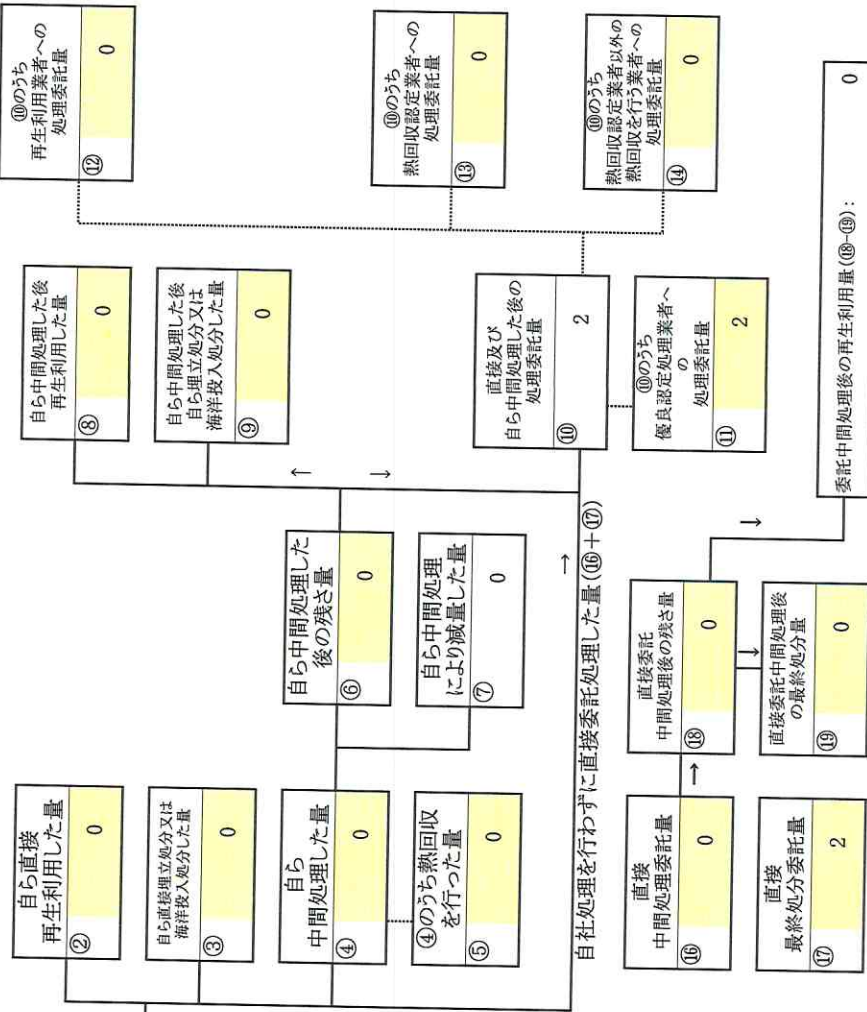 自ら直接
再生利用した量
②
0
自ら直接埋立処分又は
海洋投入処分した量
③
0
自ら
中間処理した量
④
0
④のうち熱回収
を行った量
⑤
0
自ら中間処理した
後の残さ量
⑥
0
自ら中間処理
により減量した量
⑦
0
自ら中間処理した後
再生利用した量
⑧
0
自ら中間処理した後
自ら埋立処分又は
海洋投入処分した量
⑨
0
↑
↓
→
自社処理を行わずに直接委託処理した量(⑯+⑰)
直接及び
自ら中間処理した後の
処理委託量
⑩
2
⑩のうち
優良認定処理業者へ
の
処理委託量
⑪
2
⑩のうち
再生利用業者への
処理委託量
⑫
0
⑩のうち
熱回収認定業者への
処理委託量
⑬
0
⑩のうち
熱回収認定業者以外の
熱回収を行う業者への
処理委託量
⑭
0
直接
中間処理委託量
⑯
0
→
直接
最終処分委託量
⑰
2
直接委託
中間処理後の残さ量
⑱
0
↓
直接委託中間処理後
の最終処分量
⑲
0
↓
委託中間処理後の再生利用量(⑱-⑲):
0